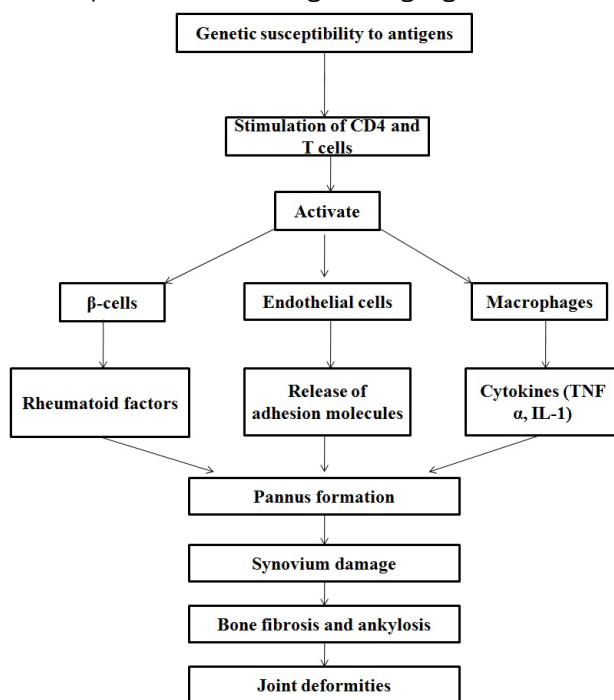 Genetic susceptibility to antigens
Stimulation of CD4 and
T cells
Activate
β-cells
Endothelial cells
Macrophages
Rheumatoid factors
Release of
adhesion molecules
Cytokines (TNF
α, IL-1)
Pannus formation
Synovium damage
Bone fibrosis and ankylosis
Joint deformities